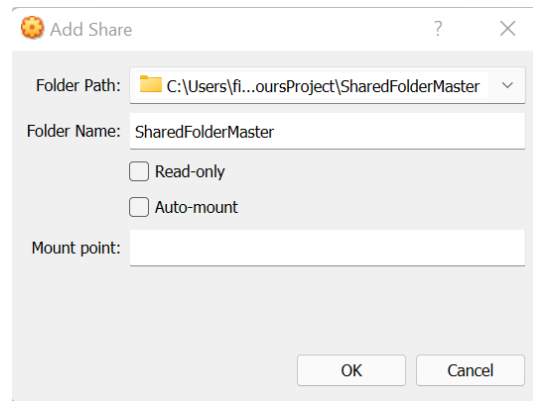 Add Share
Folder Path: C:\Users\fi...oursProject\SharedFolderMaster
Folder Name: SharedFolderMaster
Read-only
Auto-mount
Mount point:
OK Cancel